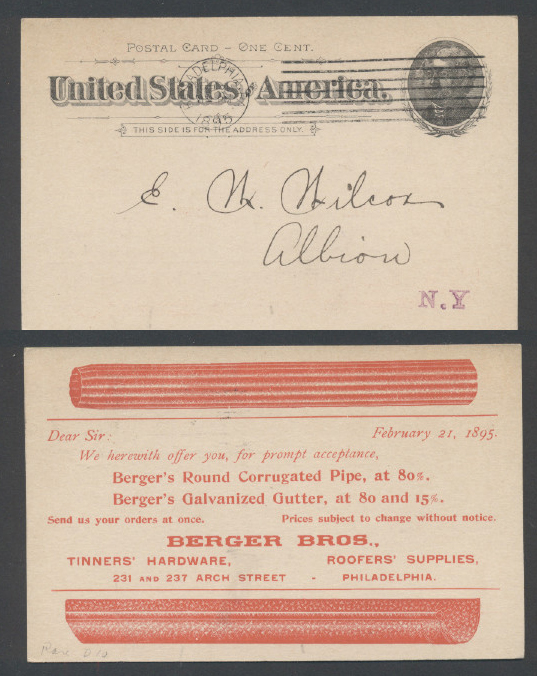 POSTAL CARD – ONE CENT.
United States of America.
PHILADELPHIA
1895
THIS SIDE IS FOR THE ADDRESS ONLY.
E. W. Wilcox
Albion
N.Y
Dear Sir: February 21, 1895.
We herewith offer you, for prompt acceptance,
Berger's Round Corrugated Pipe, at 80%.
Berger's Galvanized Gutter, at 80 and 15%.
Send us your orders at once. Prices subject to change without notice.
BERGER BROS.,
TINNERS' HARDWARE, ROOFERS' SUPPLIES,
231 AND 237 ARCH STREET - PHILADELPHIA.